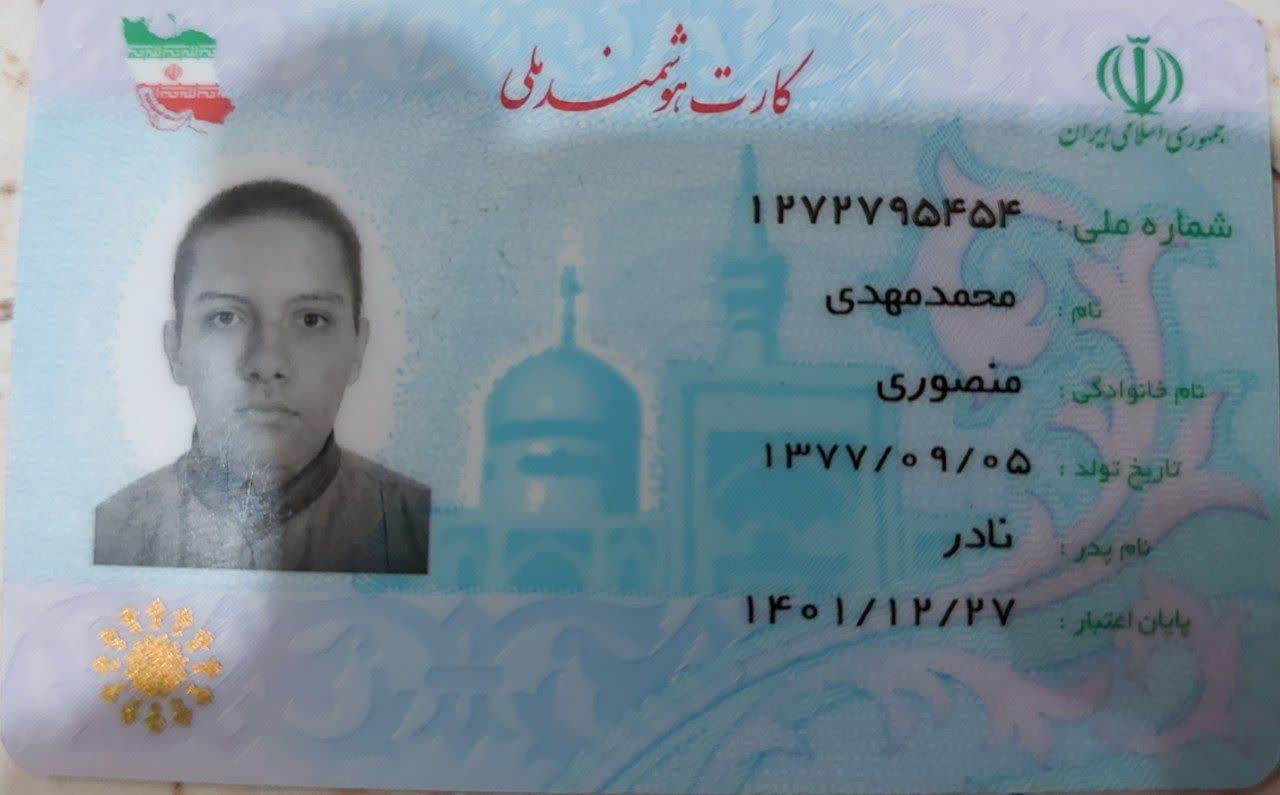 کارت هوشمند ملی
جمهوری اسلامی ایران
شماره ملی : ۱۲۷۲۷۹۵۴۵۴
نام : محمدمهدی
نام خانوادگی : منصوری
تاریخ تولد : ۱۳۷۷/۰۹/۰۵
نام پدر : نادر
پایان اعتبار : ۱۴۰۱/۱۲/۲۷